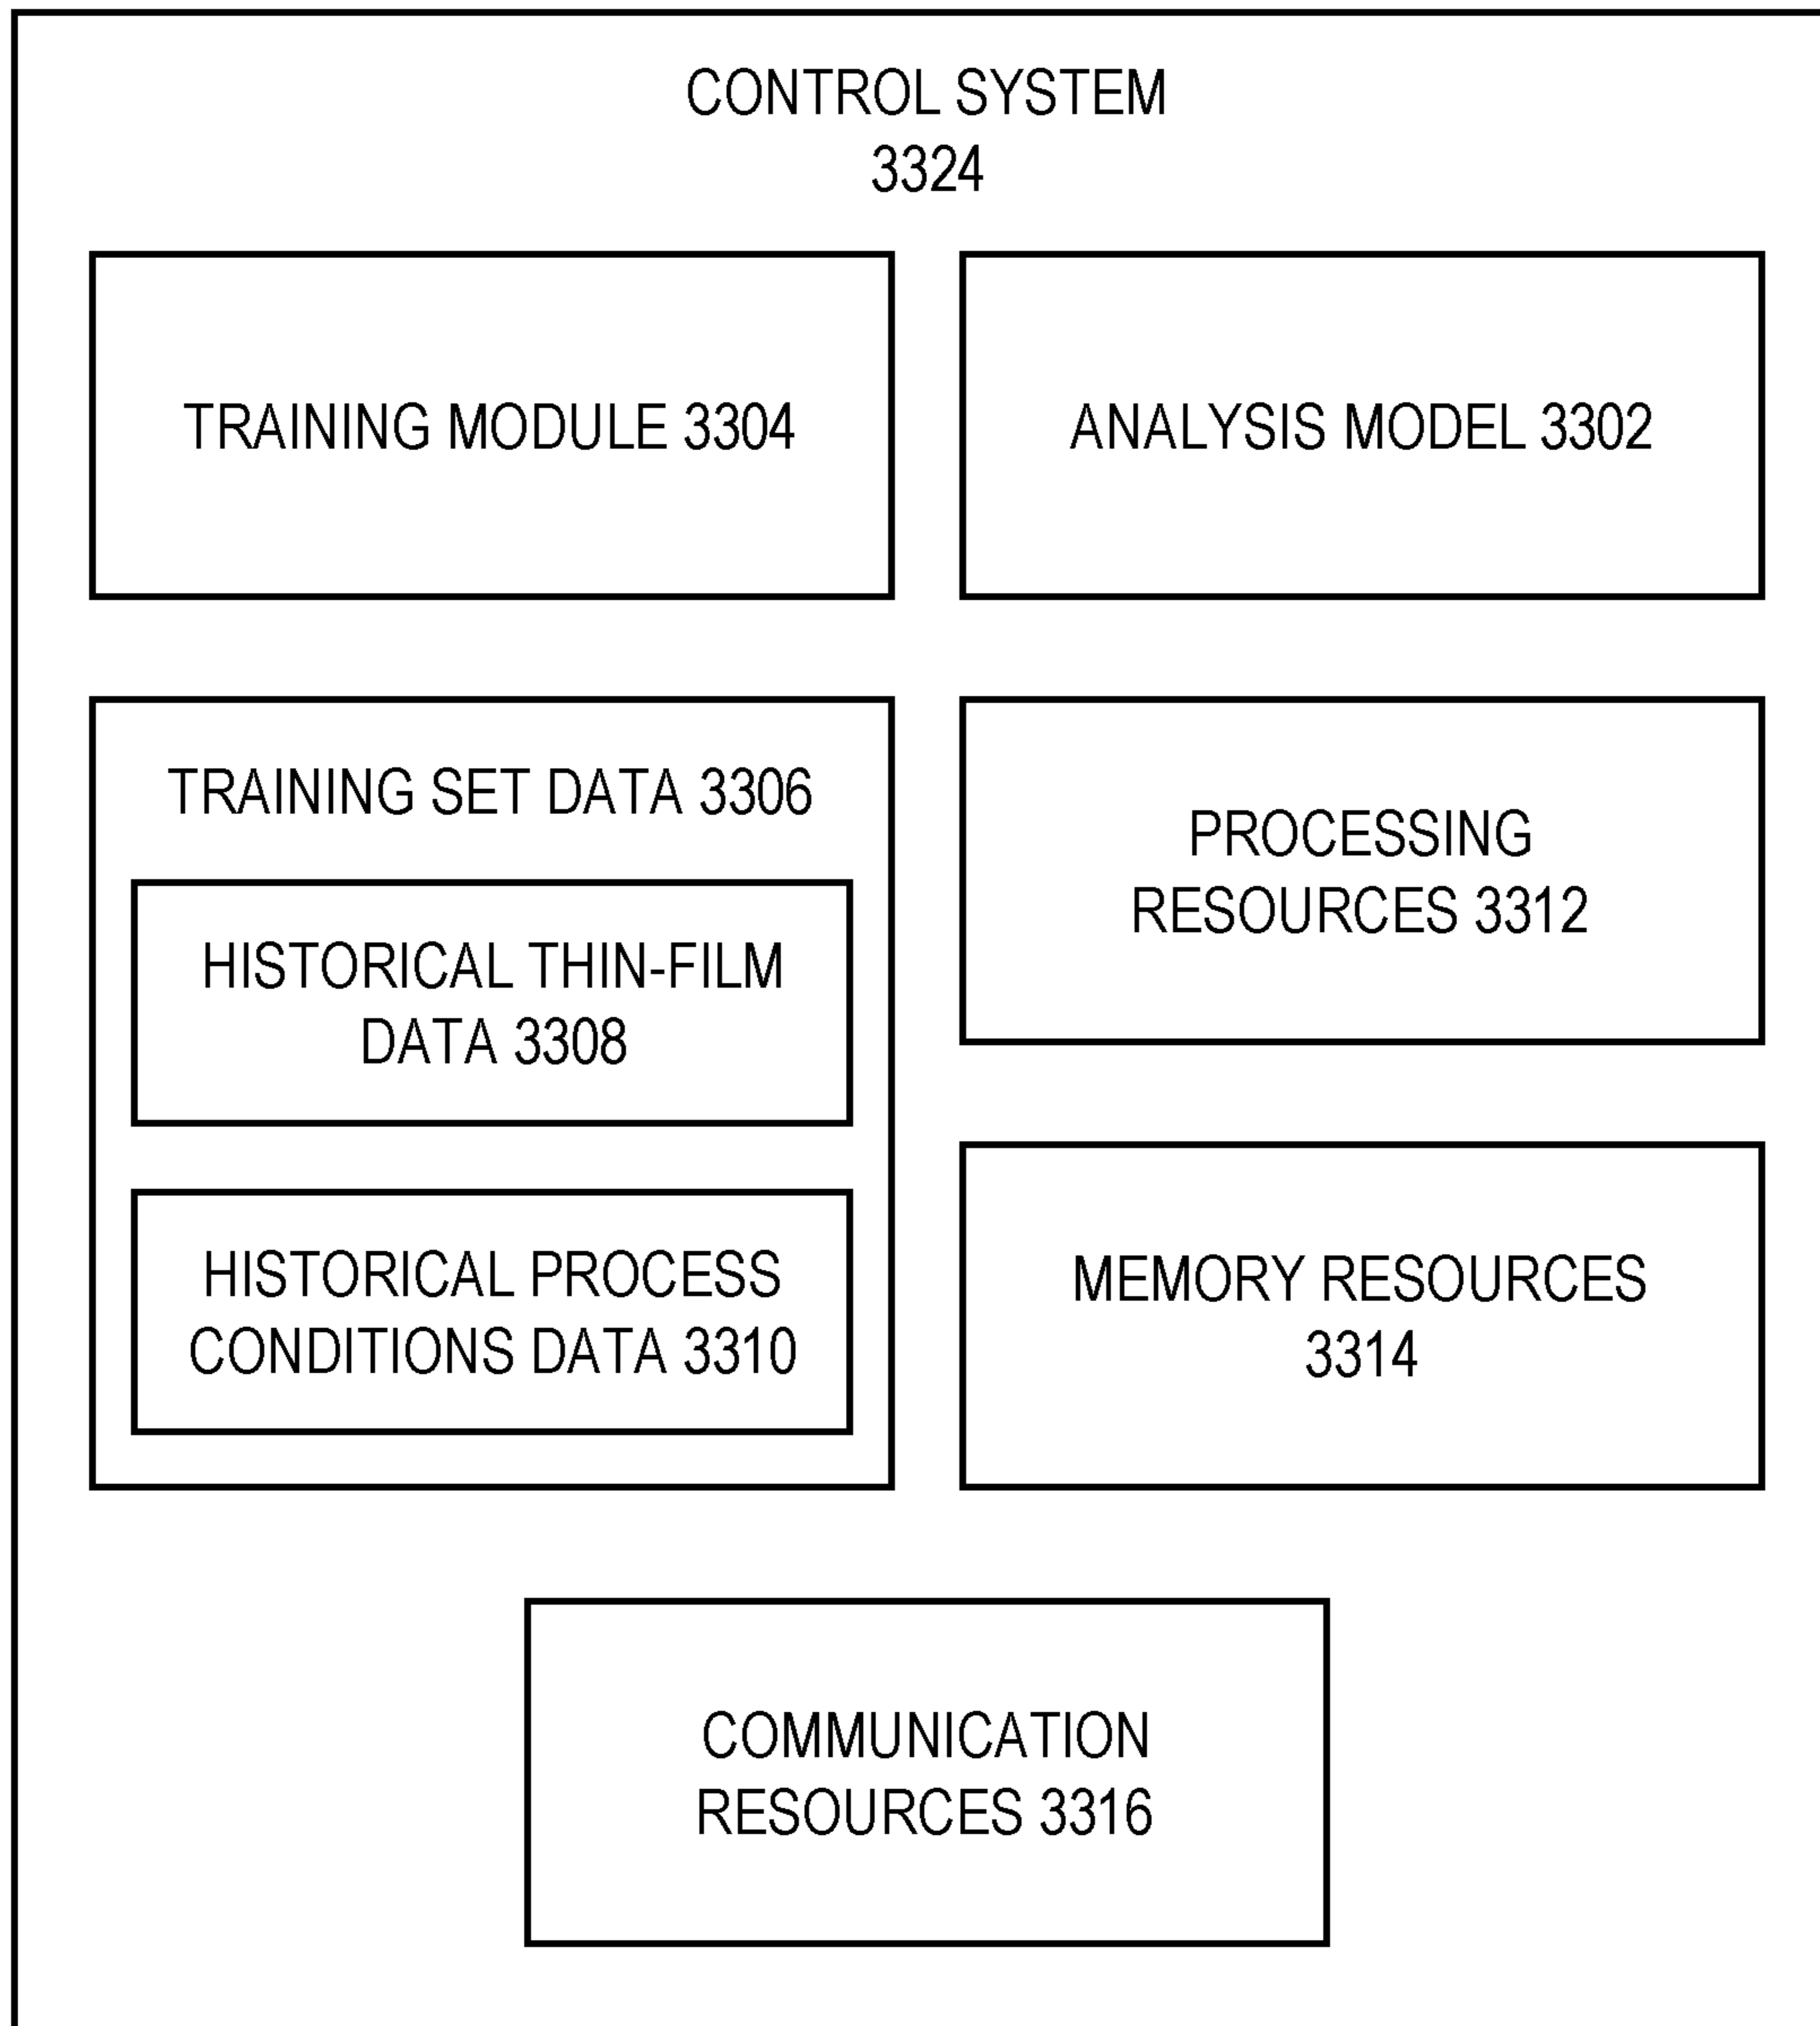 CONTROL SYSTEM
3324
TRAINING MODULE 3304
ANALYSIS MODEL 3302
TRAINING SET DATA 3306
HISTORICAL THIN-FILM
DATA 3308
HISTORICAL PROCESS
CONDITIONS DATA 3310
PROCESSING
RESOURCES 3312
MEMORY RESOURCES
3314
COMMUNICATION
RESOURCES 3316